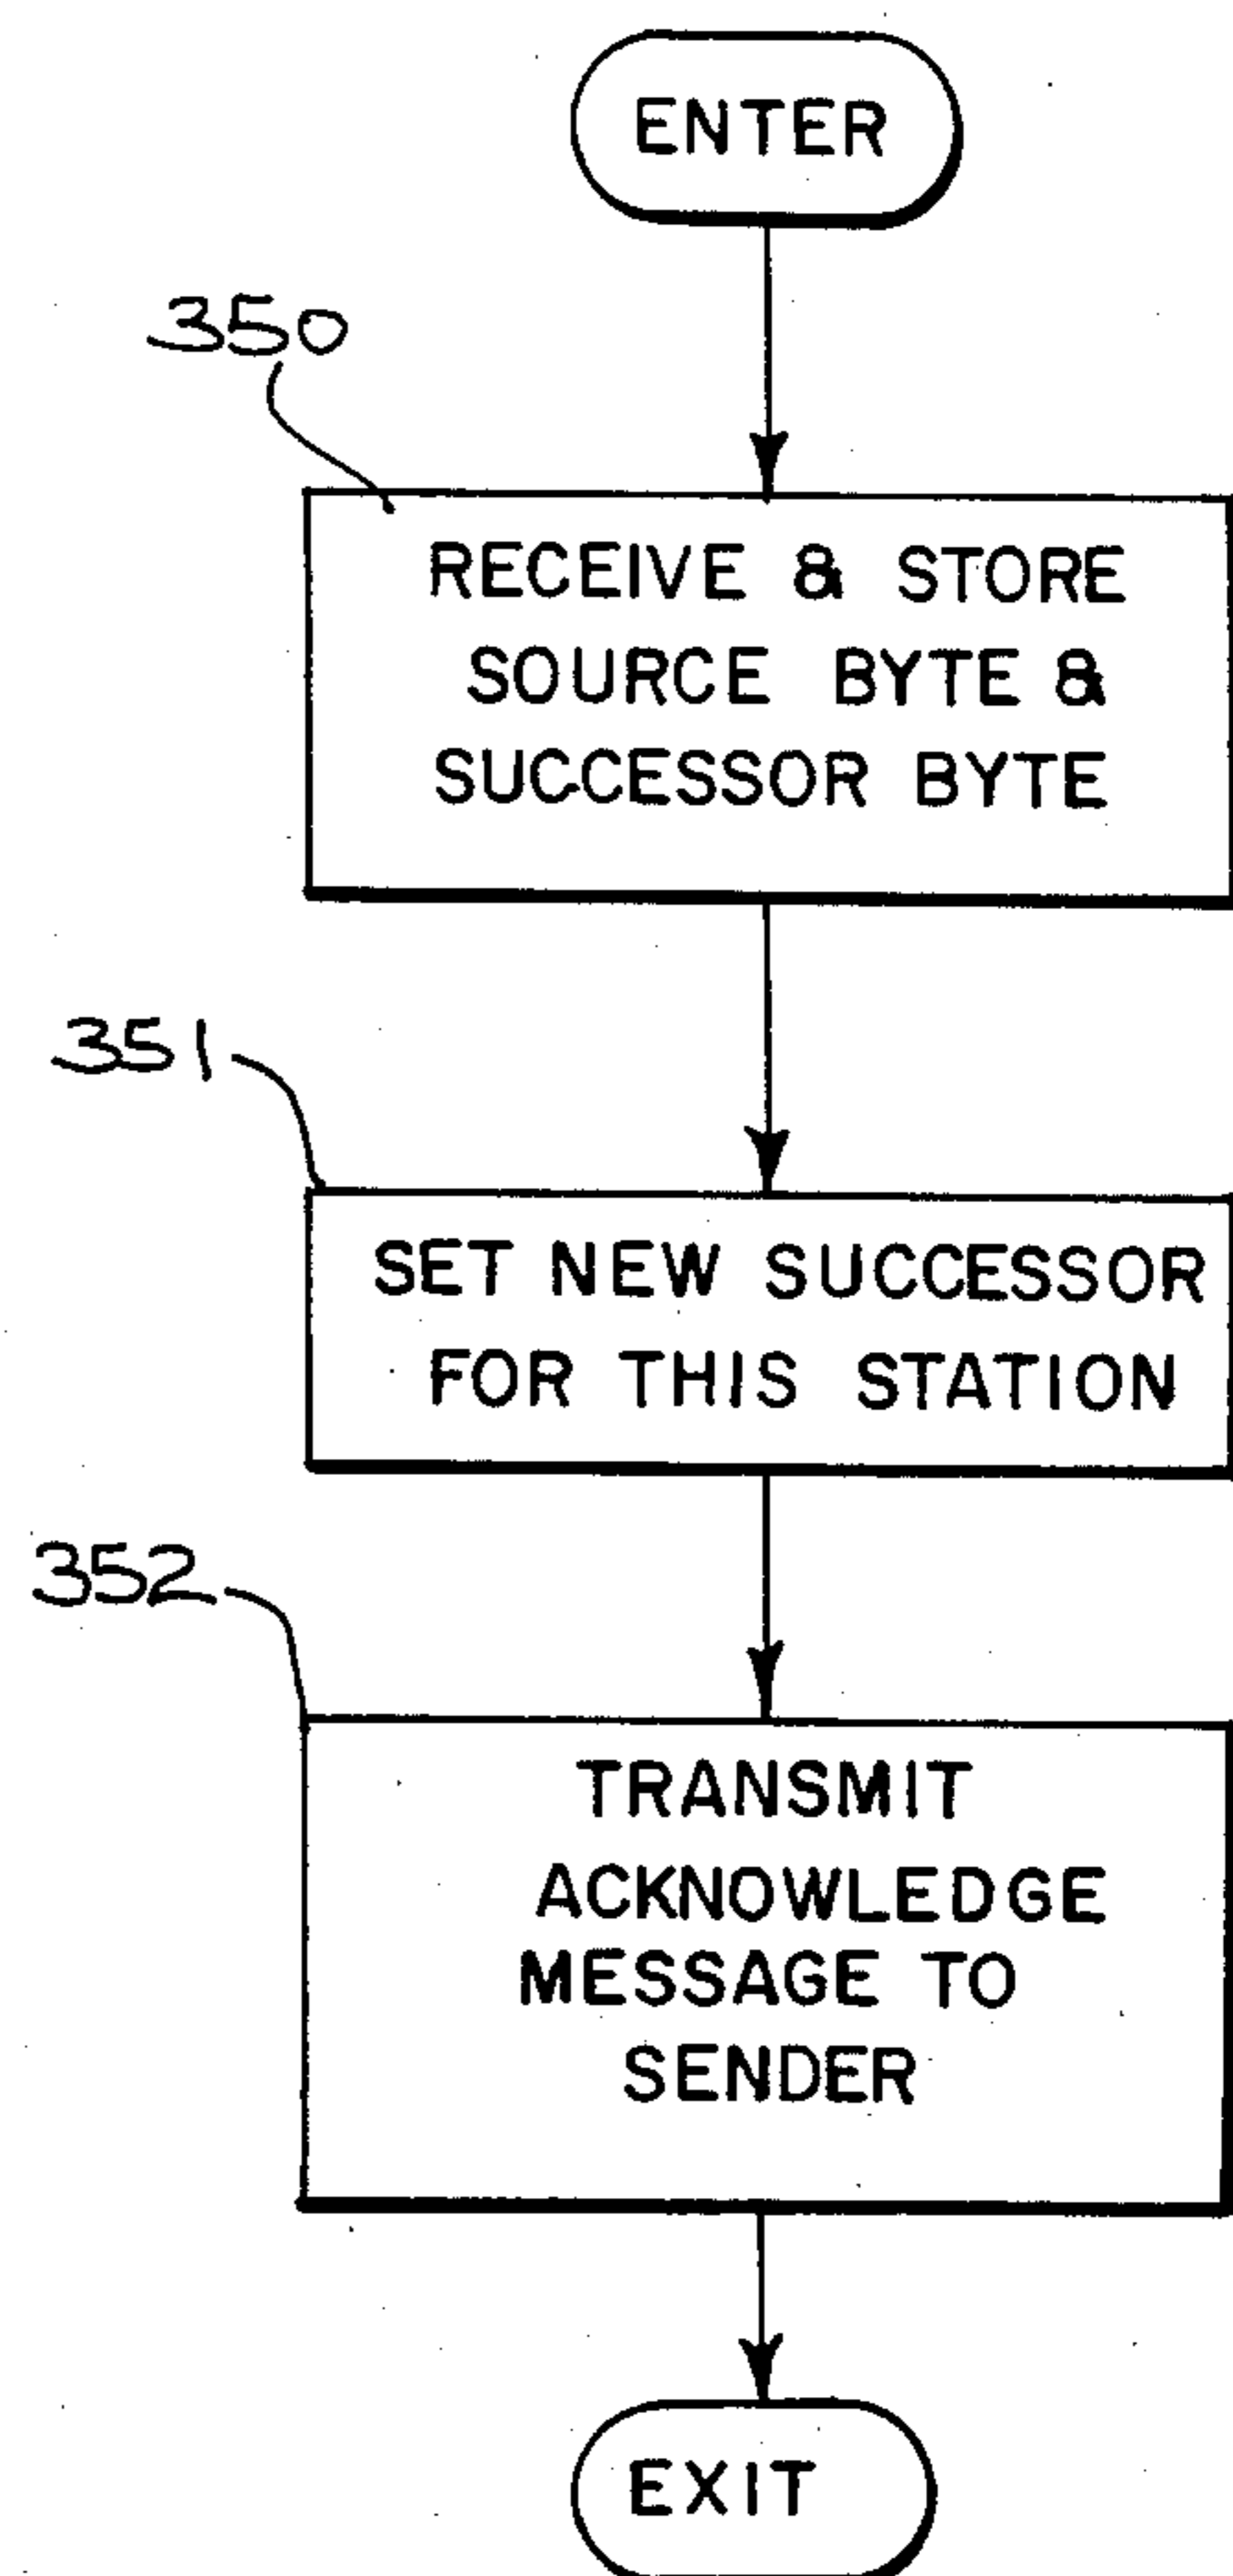 ENTER
350
RECEIVE & STORE
SOURCE BYTE &
SUCCESSOR BYTE
351
SET NEW SUCCESSOR
FOR THIS STATION
352
TRANSMIT
ACKNOWLEDGE
MESSAGE TO
SENDER
EXIT